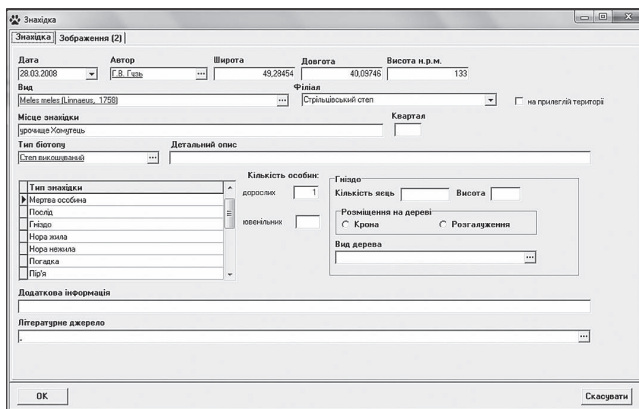 Знахідка
Знахідка Зображення (2)
Дата Автор Широта Довгота Висота н.р.м.
28.03.2008 Г.В. Гузь 49,28454 40,09746 133
Вид Філіал
Meles meles (Linnaeus, 1758) Стрільцівський степ на прилеглій території
Місце знахідки Квартал
урочище Хомутець
Тип біотопу Детальний опис
Степ викошуваний
Кількість особин: Гніздо
Тип знахідки дорослих 1 Кількість яєць Висота
Мертва особина
Послід Розміщення на дереві
Гніздо ювенільних Крона Розгалуження
Нора жила
Нора нежила Вид дерева
Погадка
Пір'я
Додаткова інформація
Літературне джерело
.
OK Скасувати